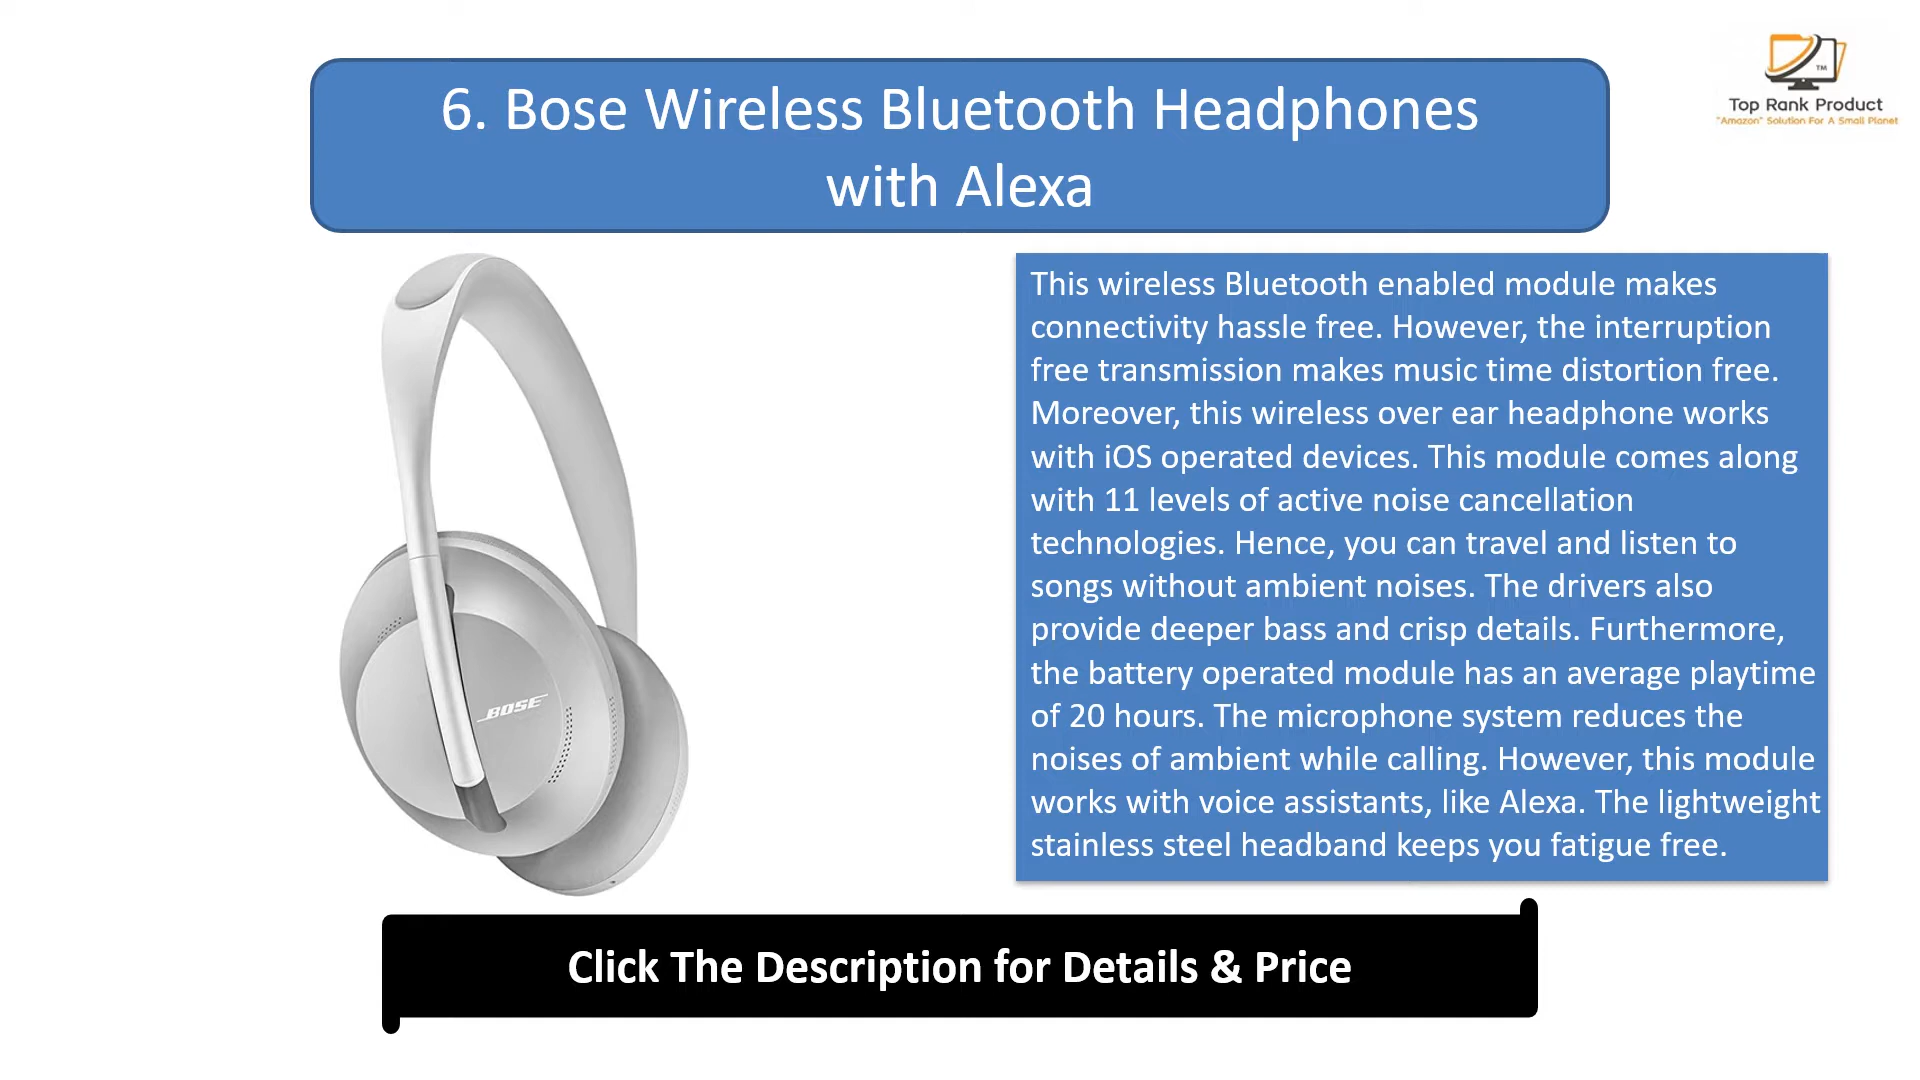 Top Rank Product
"Amazon" Solution For A Small Planet
TM
6. Bose Wireless Bluetooth Headphones
with Alexa
This wireless Bluetooth enabled module makes
connectivity hassle free. However, the interruption
free transmission makes music time distortion free.
Moreover, this wireless over ear headphone works
with iOS operated devices. This module comes along
with 11 levels of active noise cancellation
technologies. Hence, you can travel and listen to
songs without ambient noises. The drivers also
provide deeper bass and crisp details. Furthermore,
the battery operated module has an average playtime
of 20 hours. The microphone system reduces the
noises of ambient while calling. However, this module
works with voice assistants, like Alexa. The lightweight
stainless steel headband keeps you fatigue free.
BOSE
Click The Description for Details & Price